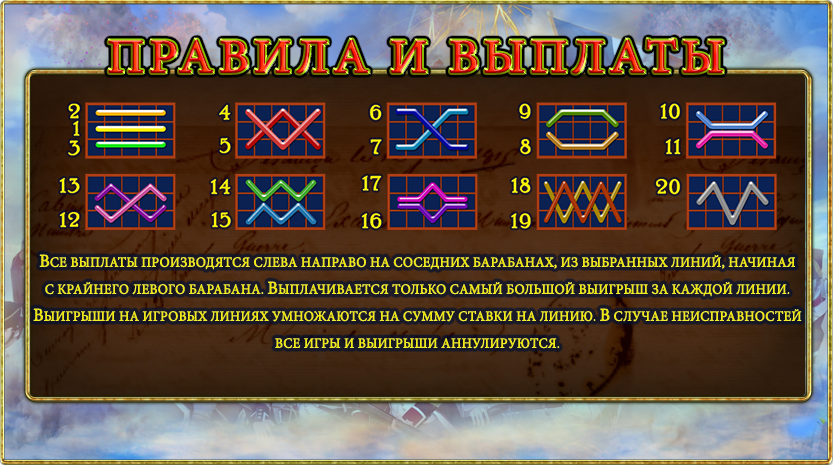 ПРАВИЛА И ВЫПЛАТЫ
2 4 6 9 10
1
3 5 7 8 11
13 14 17 18 20
12 15 16 19
Все выплаты производятся слева направо на соседних барабанах, из выбранных линий, начиная
с крайнего левого барабана. Выплачивается только самый большой выигрыш за каждой линии.
Выигрыши на игровых линиях умножаются на сумму ставки на линию. В случае неисправностей
все игры и выигрыши аннулируются.